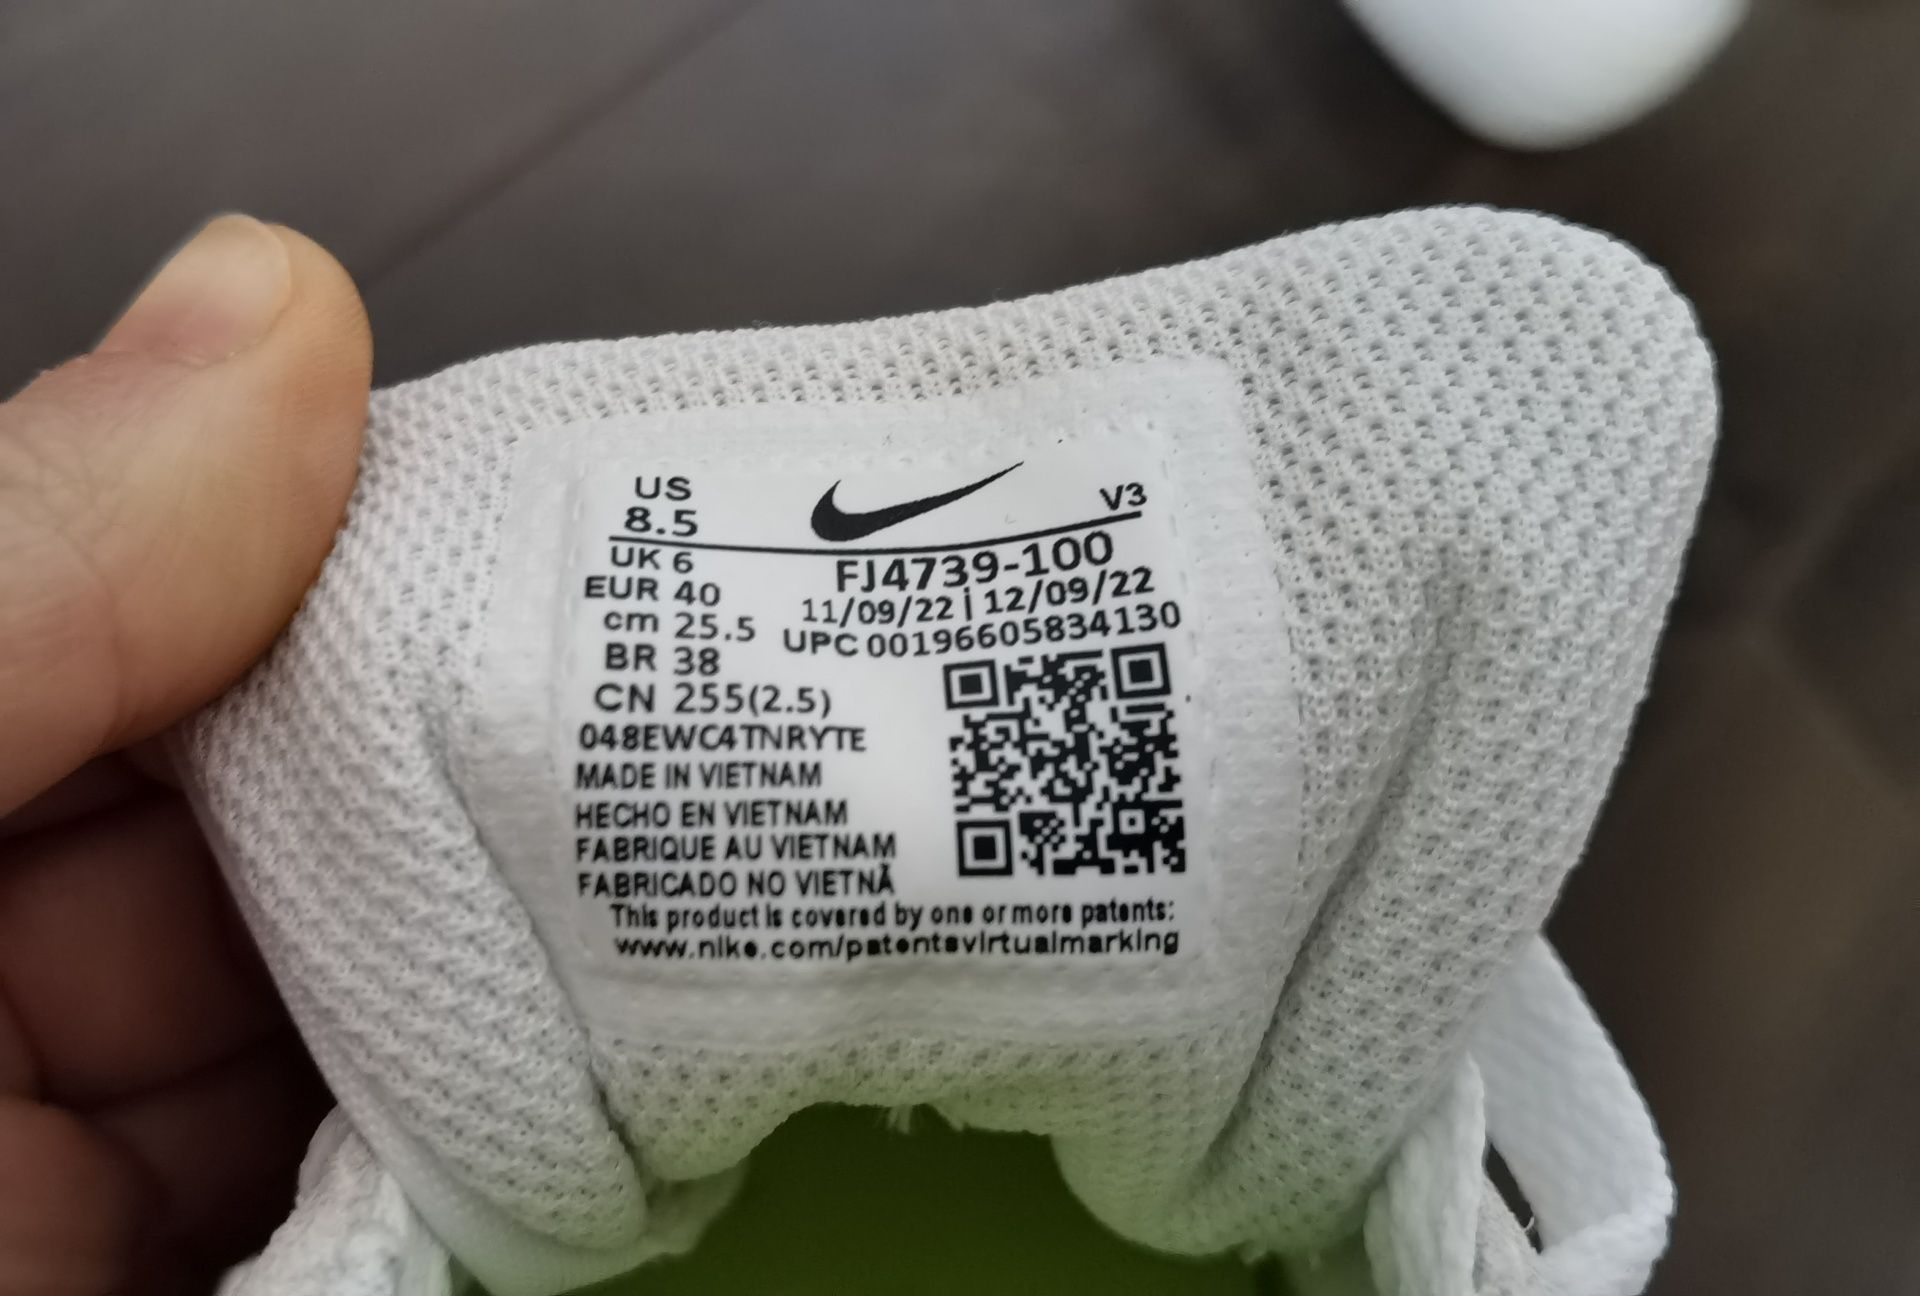 US
8.5
V3
UK 6
EUR 40
cm 25.5
BR 38
CN 255(2.5)
FJ4739-100
11/09/22 | 12/09/22
UPC 00196605834130
048EWC4TNRYTE
MADE IN VIETNAM
HECHO EN VIETNAM
FABRIQUE AU VIETNAM
FABRICADO NO VIETNÃ
This product is covered by one or more patents:
www.nike.com/patentsvirtualmarking